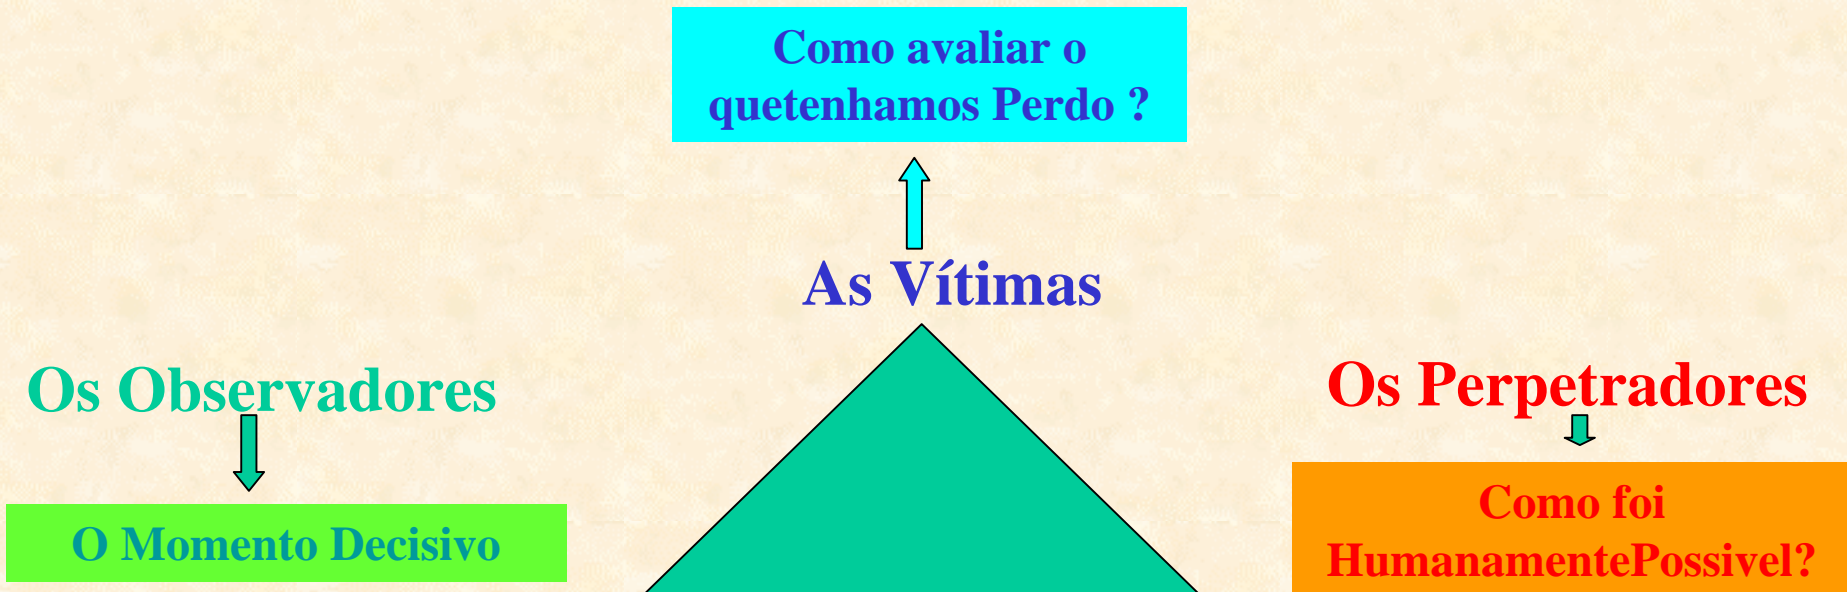 Como avaliar o
quetenhamos Perdo ?
As Vítimas
Os Observadores
Os Perpetradores
O Momento Decisivo
Como foi
HumanamentePossivel?